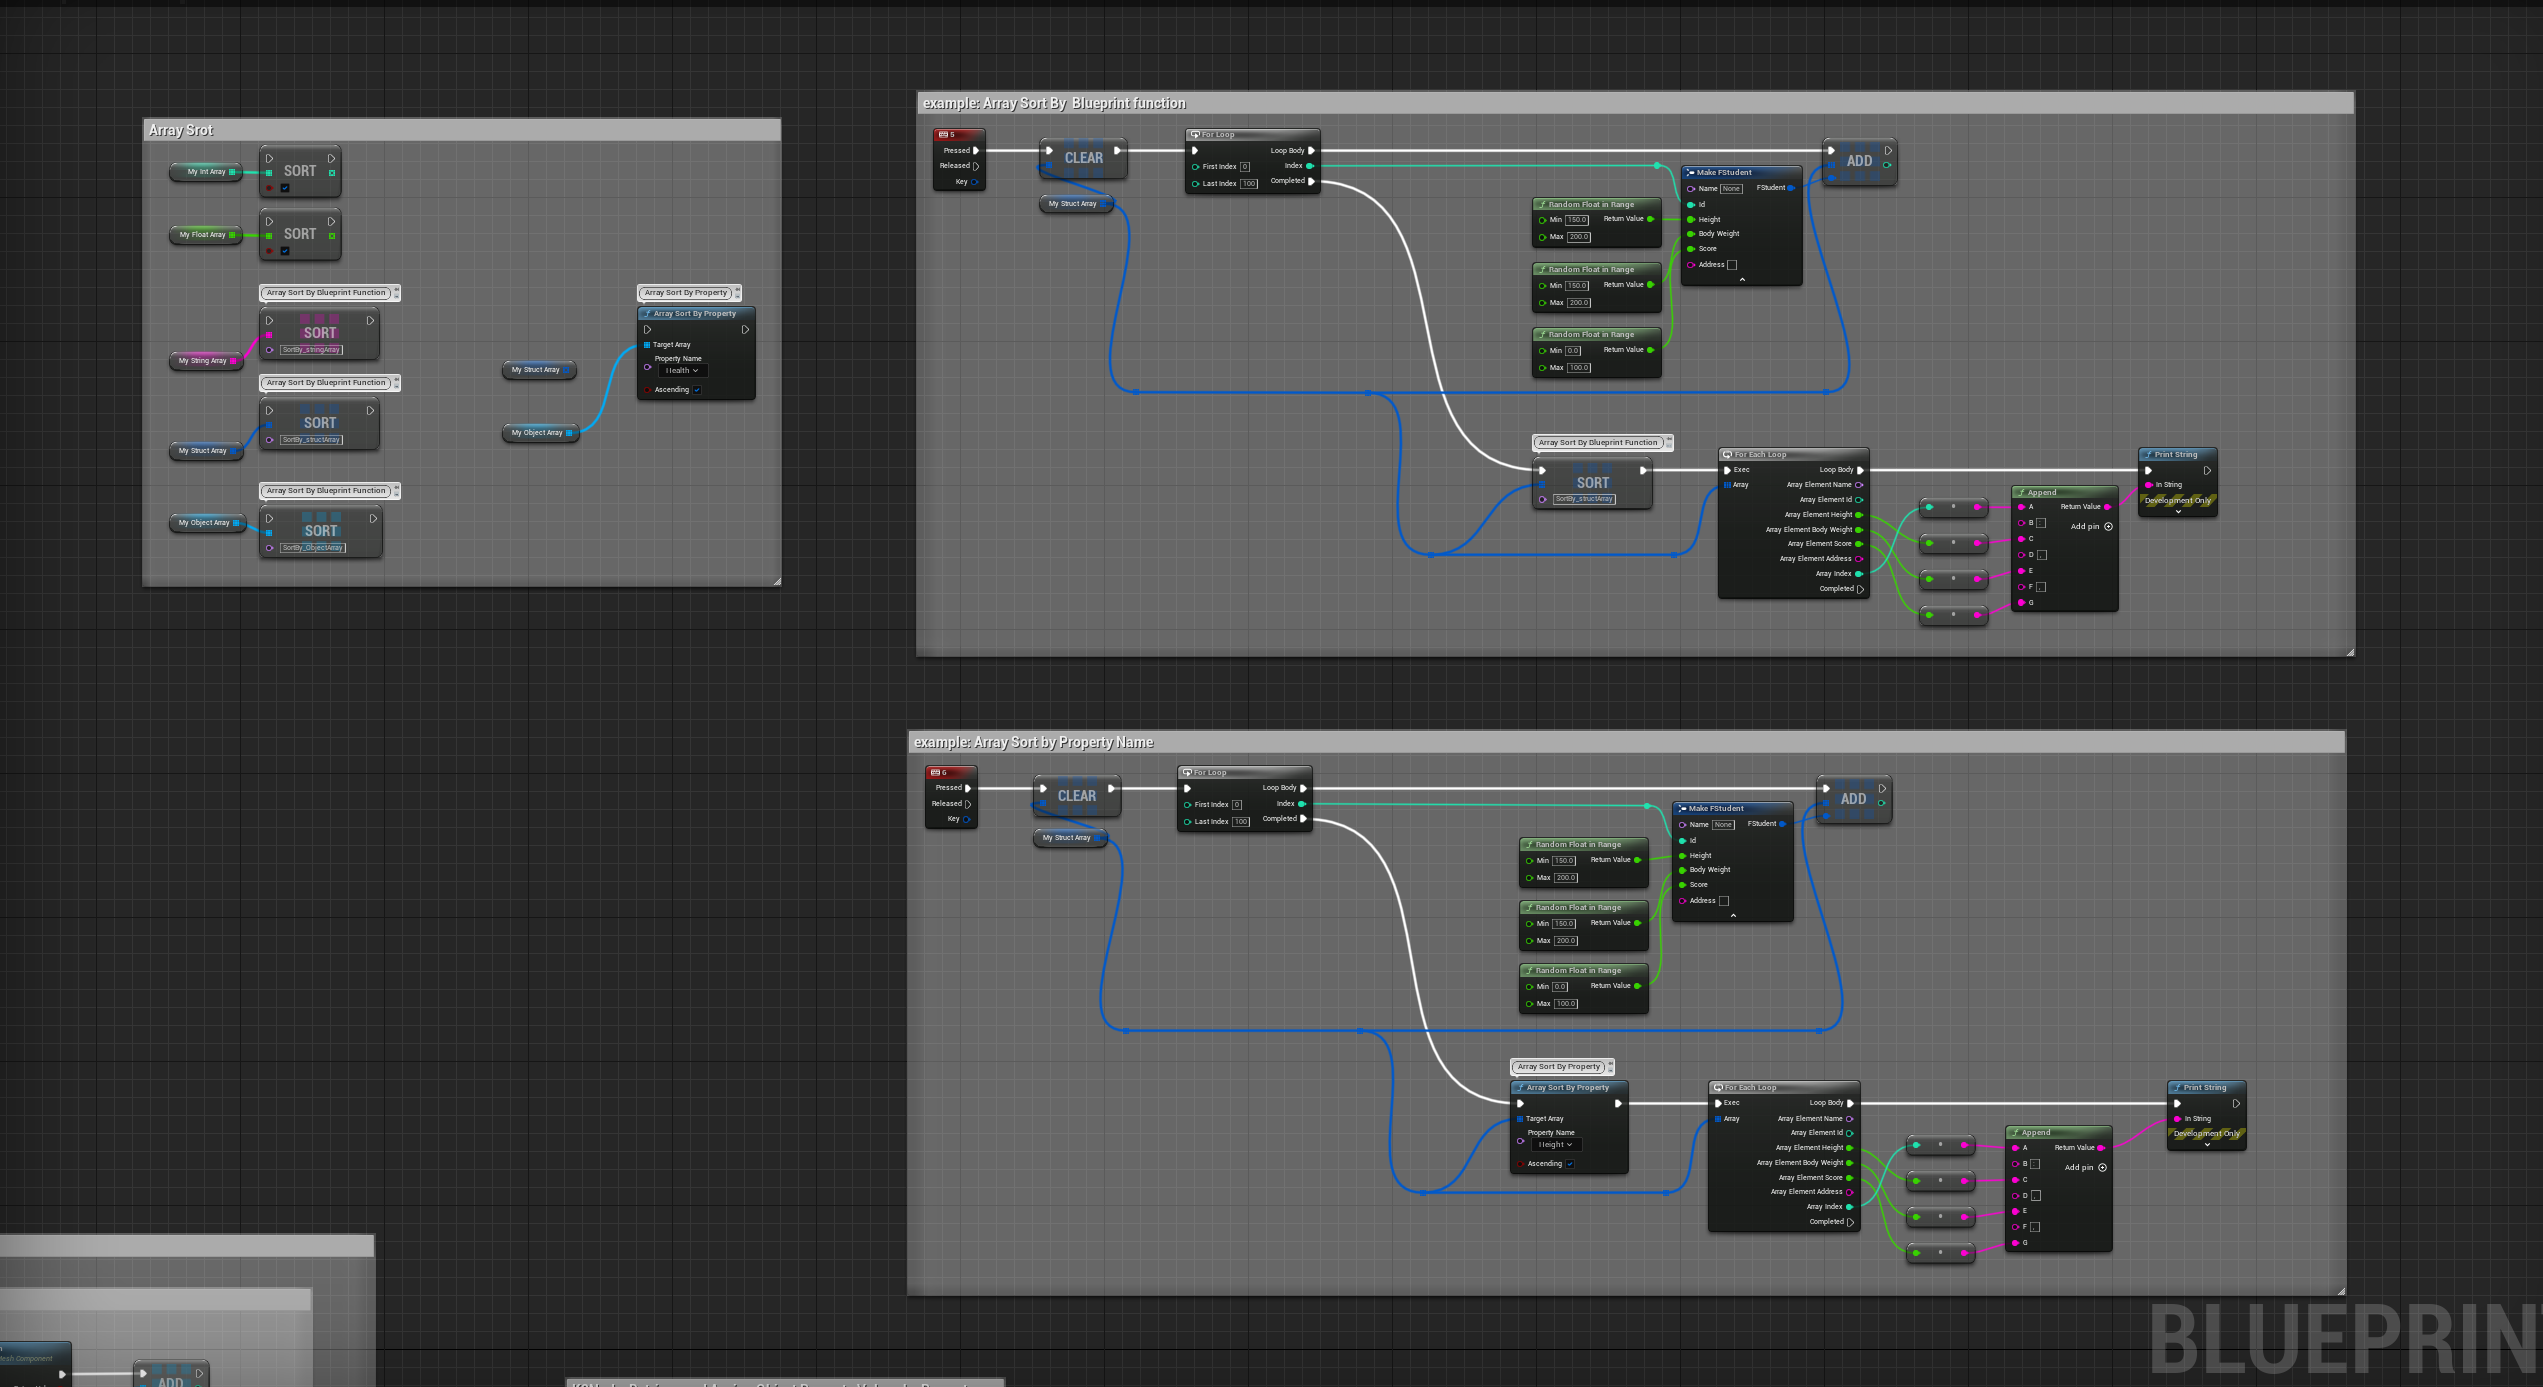 Array Srot
My Int Array
SORT
My Float Array
SORT
Array Sort By Blueprint Function
SORT
SortBy_stringArray
My String Array
Array Sort By Blueprint Function
SORT
SortBy_structArray
My Struct Array
Array Sort By Blueprint Function
SORT
My Object Array
SortBy_ObjectArray
My Struct Array
My Object Array
Array Sort By Property
Array Sort By Property
Target Array
Property Name
Health
Ascending
example: Array Sort By  Blueprint function
S
Pressed
Released
Key
CLEAR
My Struct Array
For Loop
Loop Body
First Index 0
Index
Last Index 100
Completed
Random Float in Range
Min 150.0 Return Value
Max 200.0
Random Float in Range
Min 150.0 Return Value
Max 200.0
Random Float in Range
Min 0.0 Return Value
Max 100.0
Make FStudent
Name None FStudent
Id
Height
Body Weight
Score
Address
ADD
Array Sort By Blueprint Function
SORT
SortBy_structArray
For Each Loop
Exec Loop Body
Array Array Element Name
Array Element Id
Array Element Height
Array Element Body Weight
Array Element Score
Array Element Address
Array Index
Completed
Append
A Return Value
B
Add pin
C
D
E
F
G
Print String
In String
Development Only
example: Array Sort by Property Name
G
Pressed
Released
Key
CLEAR
My Struct Array
For Loop
Loop Body
First Index 0
Index
Last Index 100
Completed
Random Float in Range
Min 150.0 Return Value
Max 200.0
Random Float in Range
Min 150.0 Return Value
Max 200.0
Random Float in Range
Min 0.0 Return Value
Max 100.0
Make FStudent
Name None FStudent
Id
Height
Body Weight
Score
Address
ADD
Array Sort By Property
Array Sort By Property
Target Array
Property Name
Height
Ascending
For Each Loop
Exec Loop Body
Array Array Element Name
Array Element Id
Array Element Height
Array Element Body Weight
Array Element Score
Array Element Address
Array Index
Completed
Append
A Return Value
B
Add pin
C
D
E
F
G
Print String
In String
Development Only
Mesh Component
ADD
BLUEPRIN